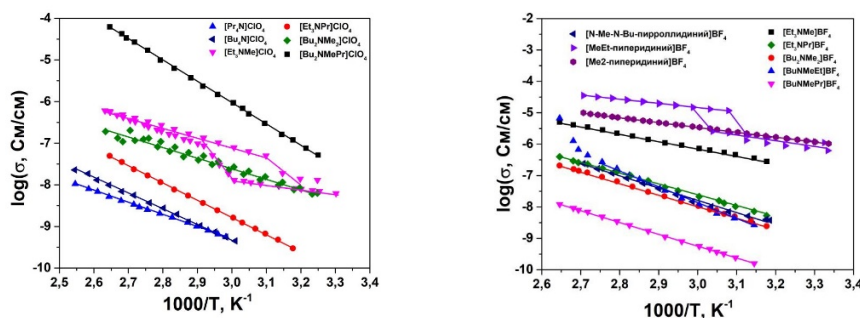 [Pr₄N]ClO₄
[Bu₄N]ClO₄
[Et₃NMe]ClO₄
[Et₃NPr]ClO₄
[Bu₂NMe₂]ClO₄
[Bu₂NMePr]ClO₄
log(σ, См/см)
-4
-5
-6
-7
-8
-9
-10
2,5 2,6 2,7 2,8 2,9 3,0 3,1 3,2 3,3 3,4
1000/T, K⁻¹
[N-Me-N-Bu-пирролидиний]BF₄
[MeEt-пиперидиний]BF₄
[Me2-пиперидиний]BF₄
[Et₃NMe]BF₄
[Et₃NPr]BF₄
[Bu₂NMe₂]BF₄
[BuNMeEt]BF₄
[BuNMePr]BF₄
log(σ, См/см)
-1
-2
-3
-4
-5
-6
-7
-8
-9
-10
2,6 2,7 2,8 2,9 3,0 3,1 3,2 3,3 3,4
1000/T, K⁻¹